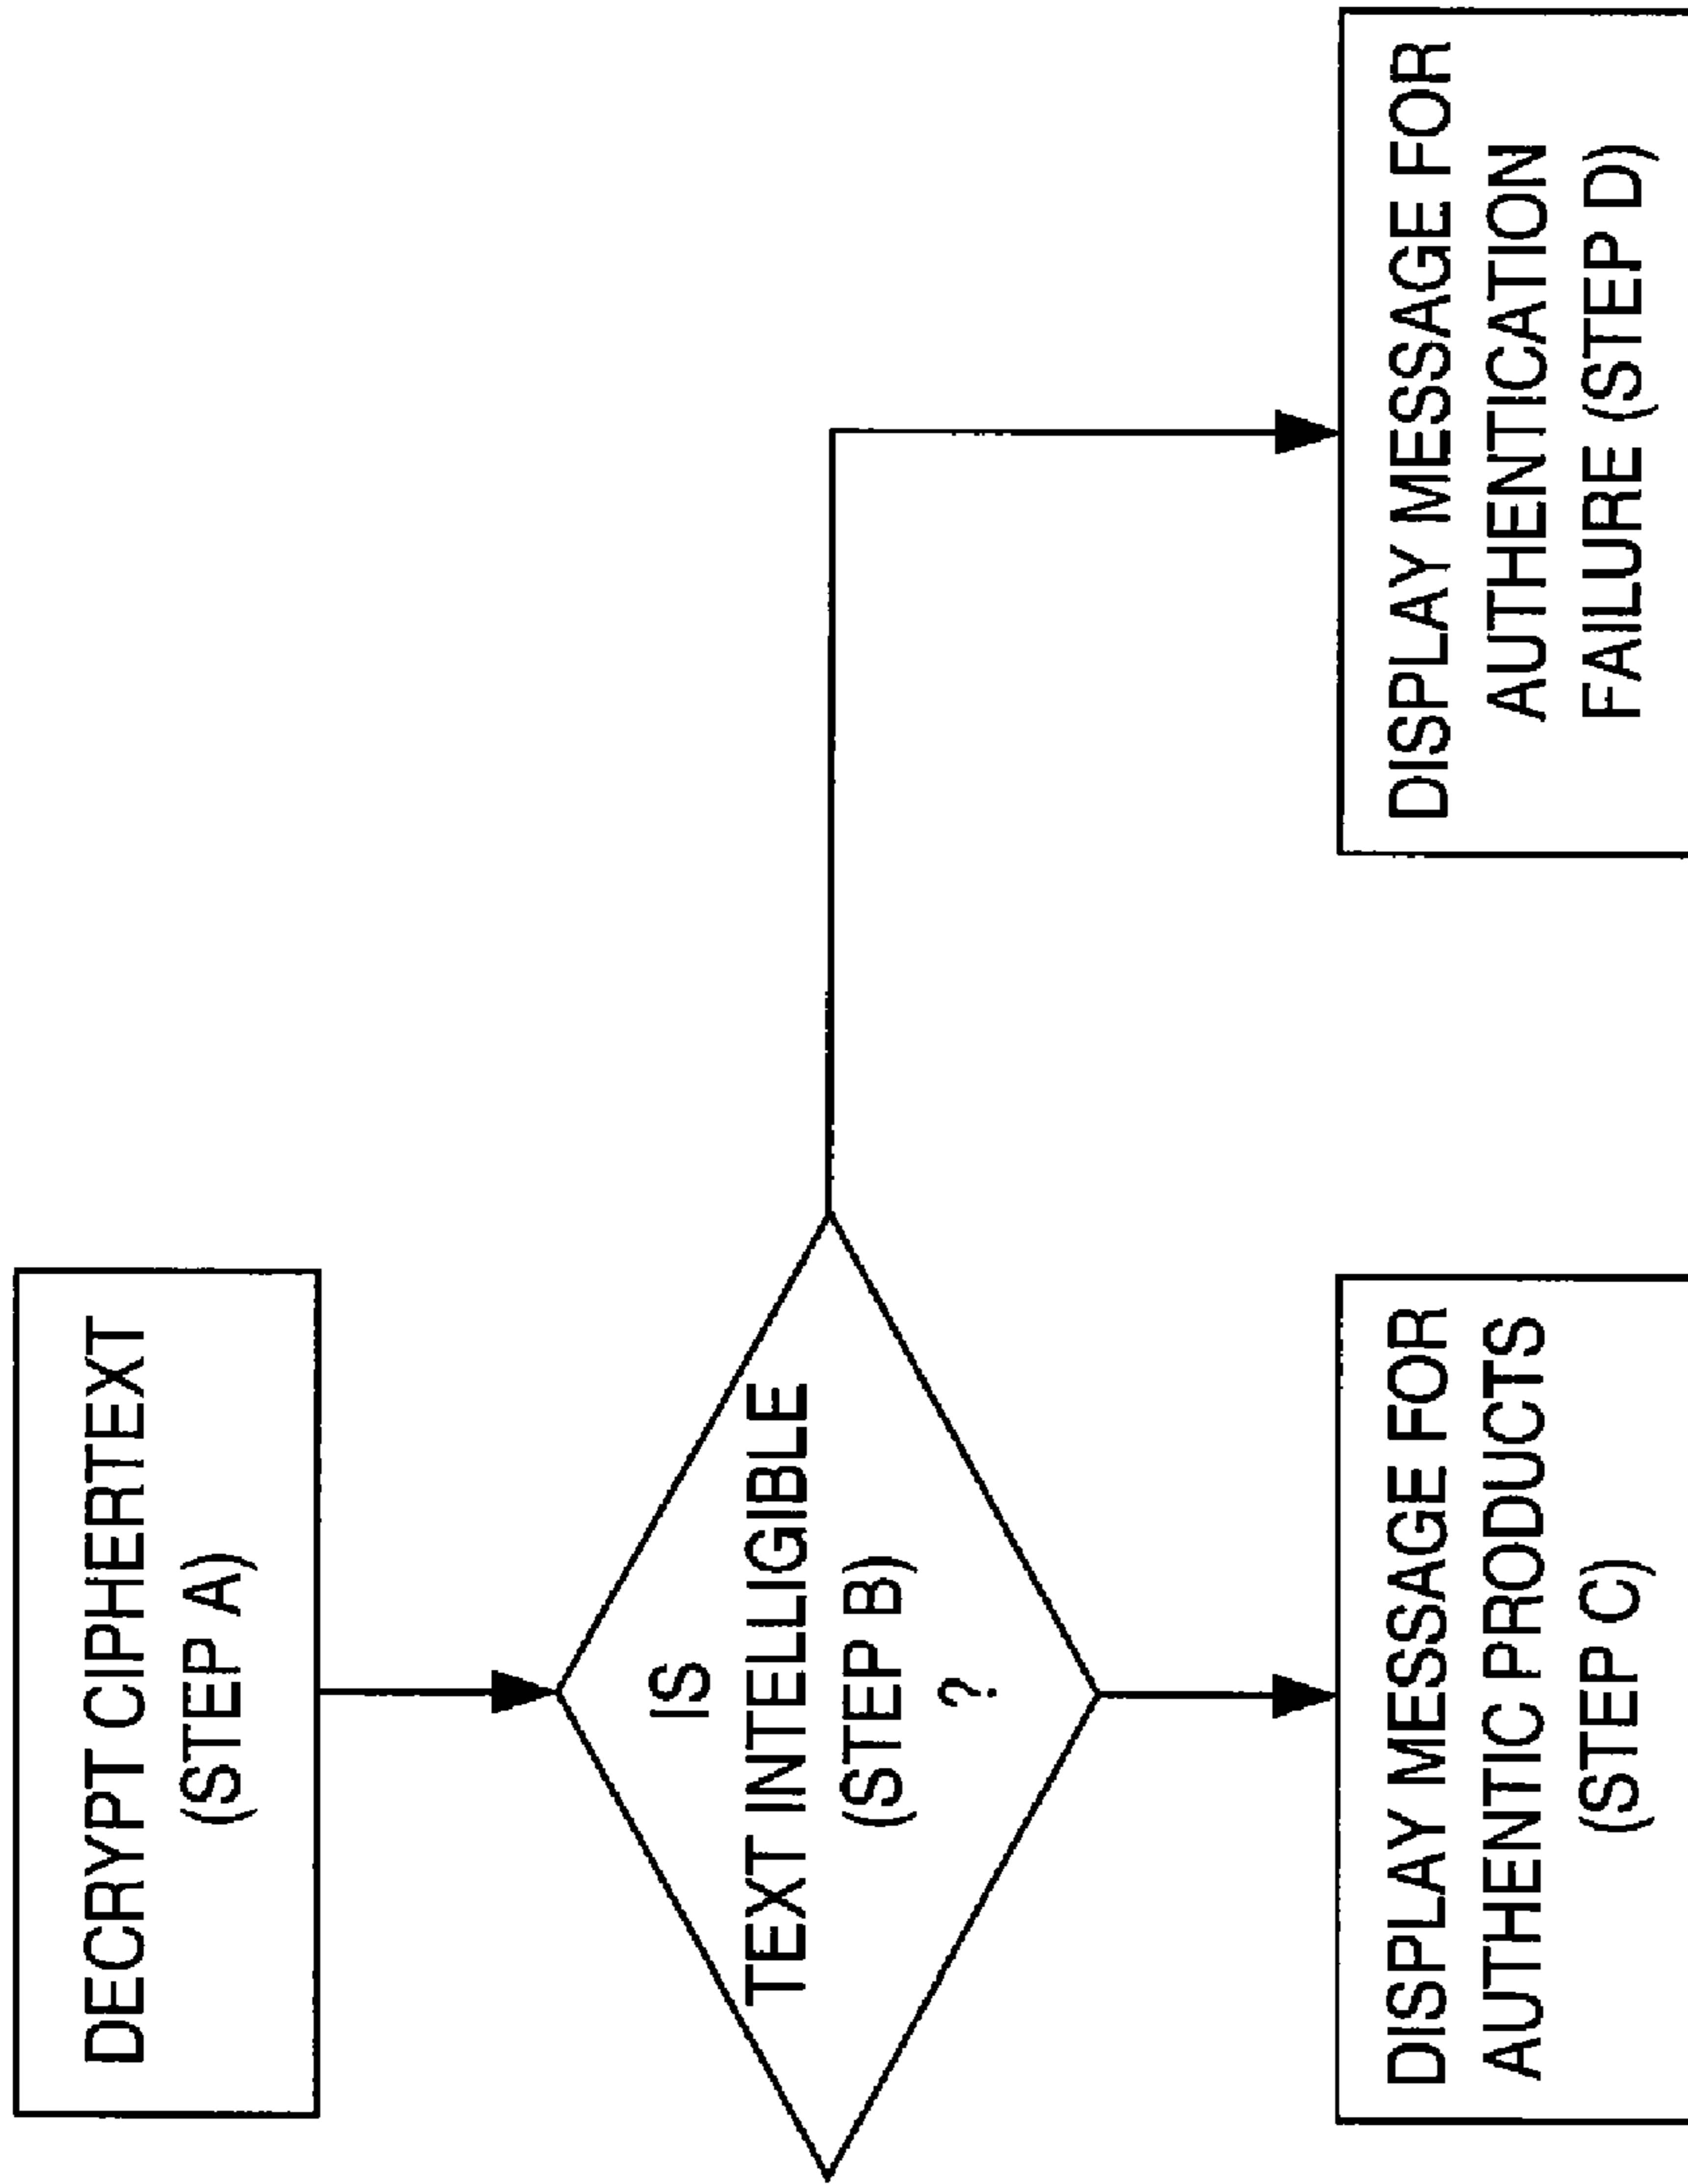 DECRYPT CIPHERTEXT
(STEP A)
IS
TEXT INTELLIGIBLE
(STEP B)
?
DISPLAY MESSAGE FOR
AUTHENTIC PRODUCTS
(STEP C)
DISPLAY MESSAGE FOR
AUTHENTICATION
FAILURE (STEP D)